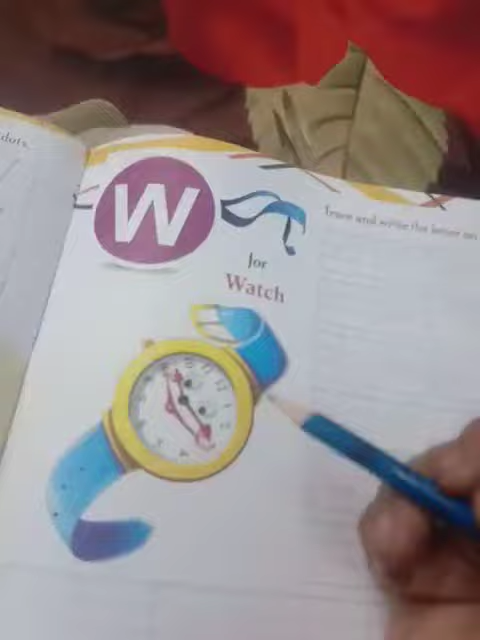 dots.
W
for
Watch
Trace and write the letter on